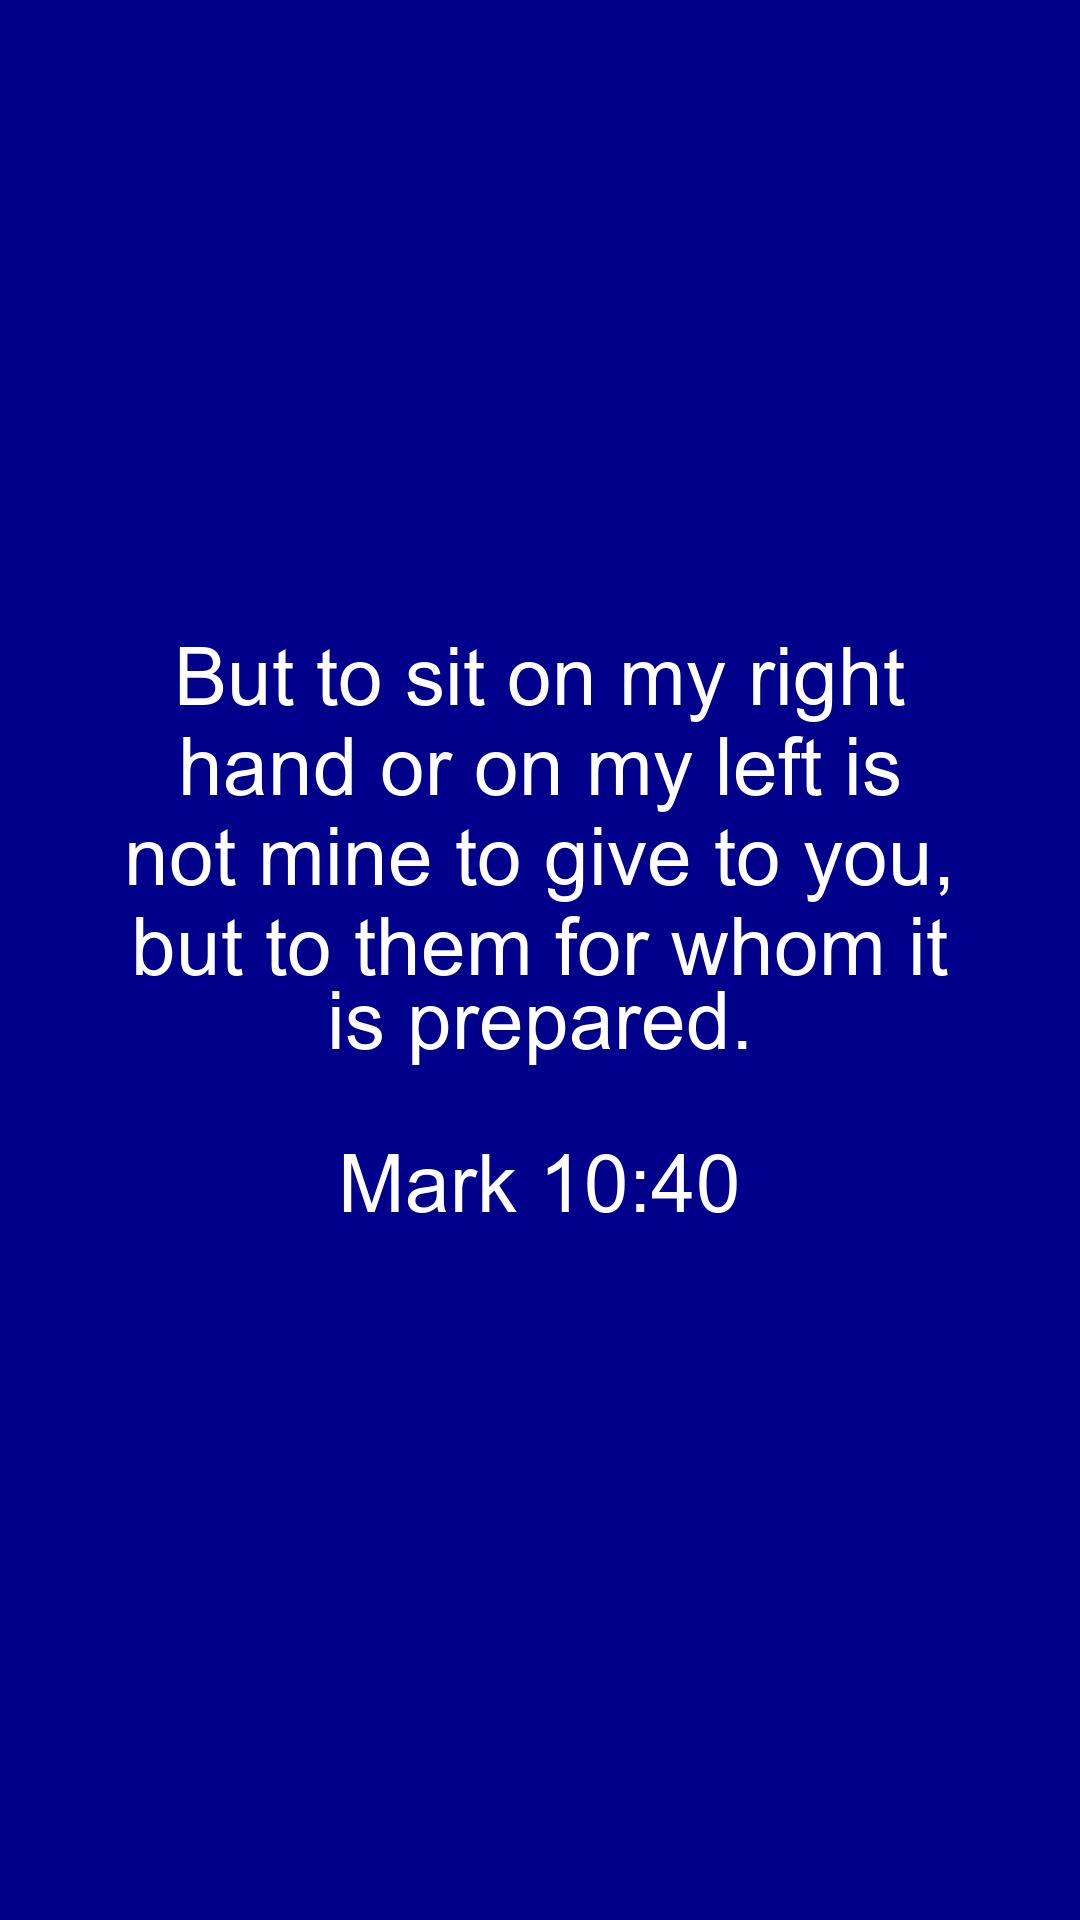 But to sit on my right
hand or on my left is
not mine to give to you,
but to them for whom it
is prepared.
Mark 10:40